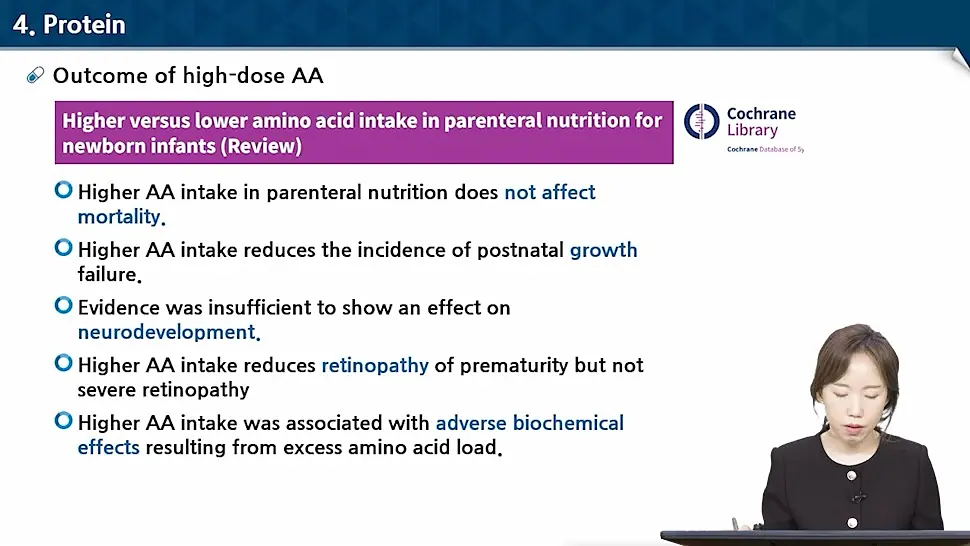 4. Protein
Outcome of high-dose AA
Higher versus lower amino acid intake in parenteral nutrition for
newborn infants (Review)
Cochrane
Library
Cochrane Database of Sy
Higher AA intake in parenteral nutrition does not affect
mortality.
Higher AA intake reduces the incidence of postnatal growth
failure.
Evidence was insufficient to show an effect on
neurodevelopment.
Higher AA intake reduces retinopathy of prematurity but not
severe retinopathy
Higher AA intake was associated with adverse biochemical
effects resulting from excess amino acid load.